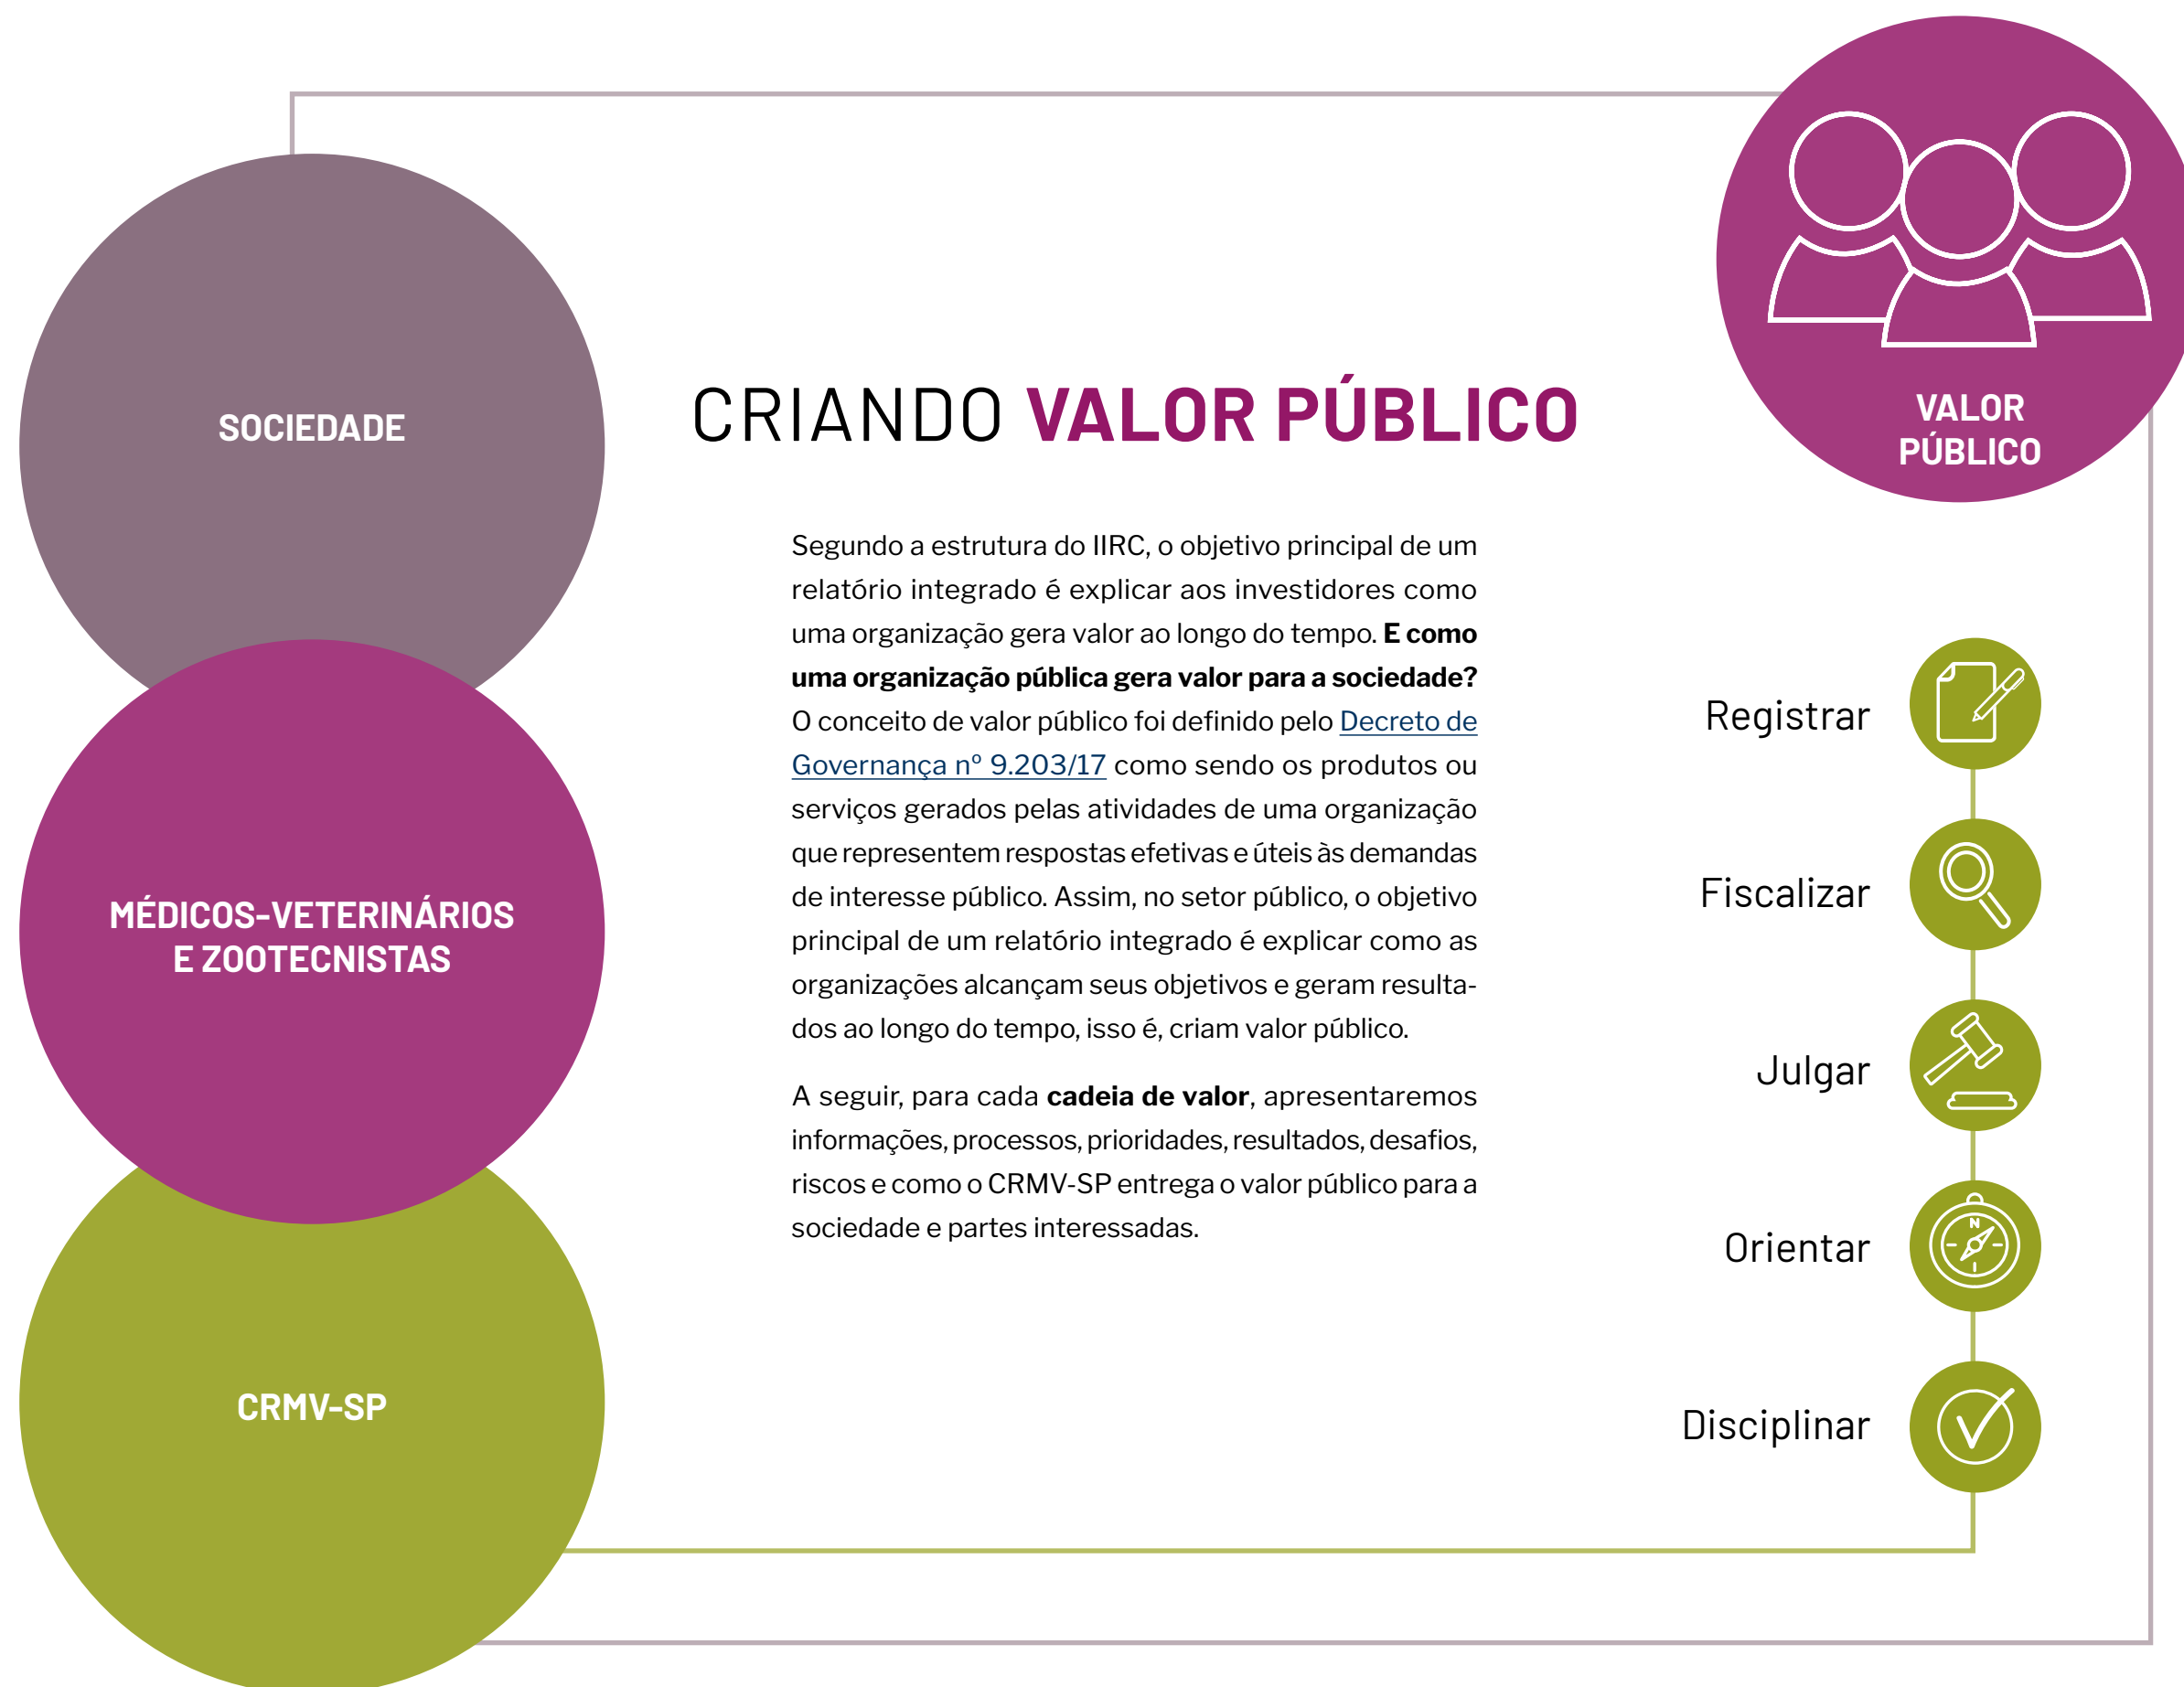 SOCIEDADE
MÉDICOS-VETERINÁRIOS
E ZOOTECNISTAS
CRMV-SP
CRIANDO VALOR PÚBLICO
Segundo a estrutura do IIRC, o objetivo principal de um
relatório integrado é explicar aos investidores como
uma organização gera valor ao longo do tempo. E como
uma organização pública gera valor para a sociedade?
O conceito de valor público foi definido pelo Decreto de
Governança nº 9.203/17 como sendo os produtos ou
serviços gerados pelas atividades de uma organização
que representem respostas efetivas e úteis às demandas
de interesse público. Assim, no setor público, o objetivo
principal de um relatório integrado é explicar como as
organizações alcançam seus objetivos e geram resulta-
dos ao longo do tempo, isso é, criam valor público.
A seguir, para cada cadeia de valor, apresentaremos
informações, processos, prioridades, resultados, desafios,
riscos e como o CRMV-SP entrega o valor público para a
sociedade e partes interessadas.
VALOR
PÚBLICO
Registrar
Fiscalizar
Julgar
Orientar
N
Disciplinar